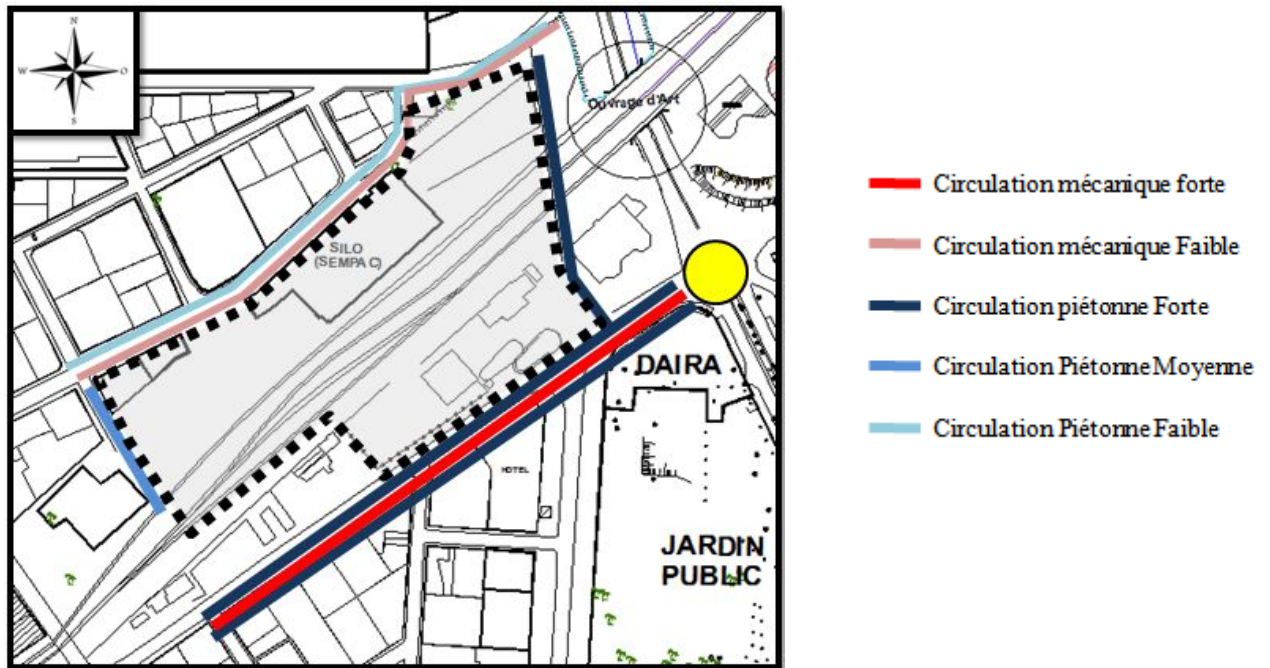 N
W
O
S
Ouvrage d'Art
SILO
(SEMPAC)
DAIRA
HOTEL
JARDIN
PUBLIC
Circulation mécanique forte
Circulation mécanique Faible
Circulation piétonne Forte
Circulation Piétonne Moyenne
Circulation Piétonne Faible